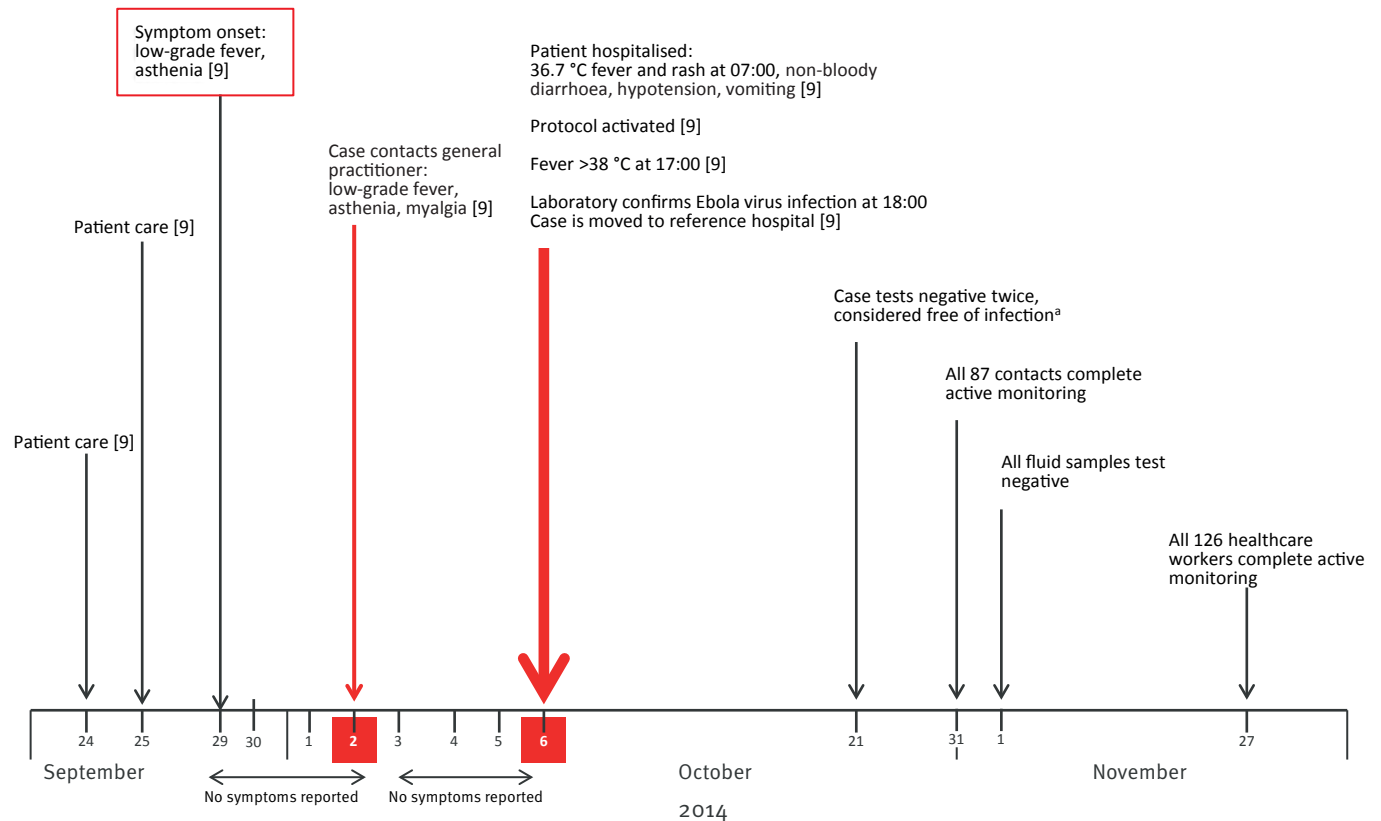 Symptom onset:
low-grade fever,
asthenia [9]
Patient hospitalised:
36.7 °C fever and rash at 07:00, non-bloody
diarrhoea, hypotension, vomiting [9]
Protocol activated [9]
Fever >38 °C at 17:00 [9]
Laboratory confirms Ebola virus infection at 18:00
Case is moved to reference hospital [9]
Case contacts general
practitioner:
low-grade fever,
asthenia, myalgia [9]
Patient care [9]
Case tests negative twice,
considered free of infectionᵃ
All 87 contacts complete
active monitoring
Patient care [9]
All fluid samples test
negative
All 126 healthcare
workers complete active
monitoring
24 25 29 30 1 2 3 4 5 6 21 31 1 27
September October November
No symptoms reported No symptoms reported
2014